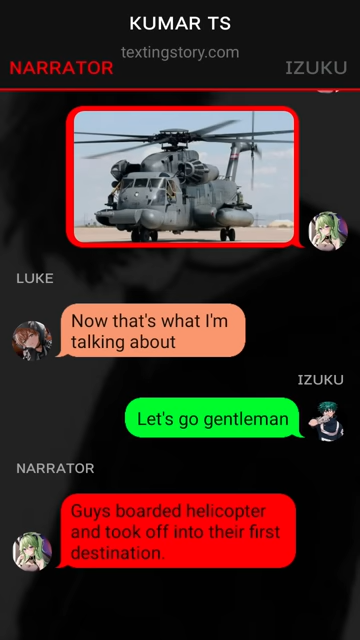 KUMAR TS
textingstory.com
NARRATOR
IZUKU
LUKE
Now that's what I'm
talking about
IZUKU
Let's go gentleman
NARRATOR
Guys boarded helicopter
and took off into their first
destination.